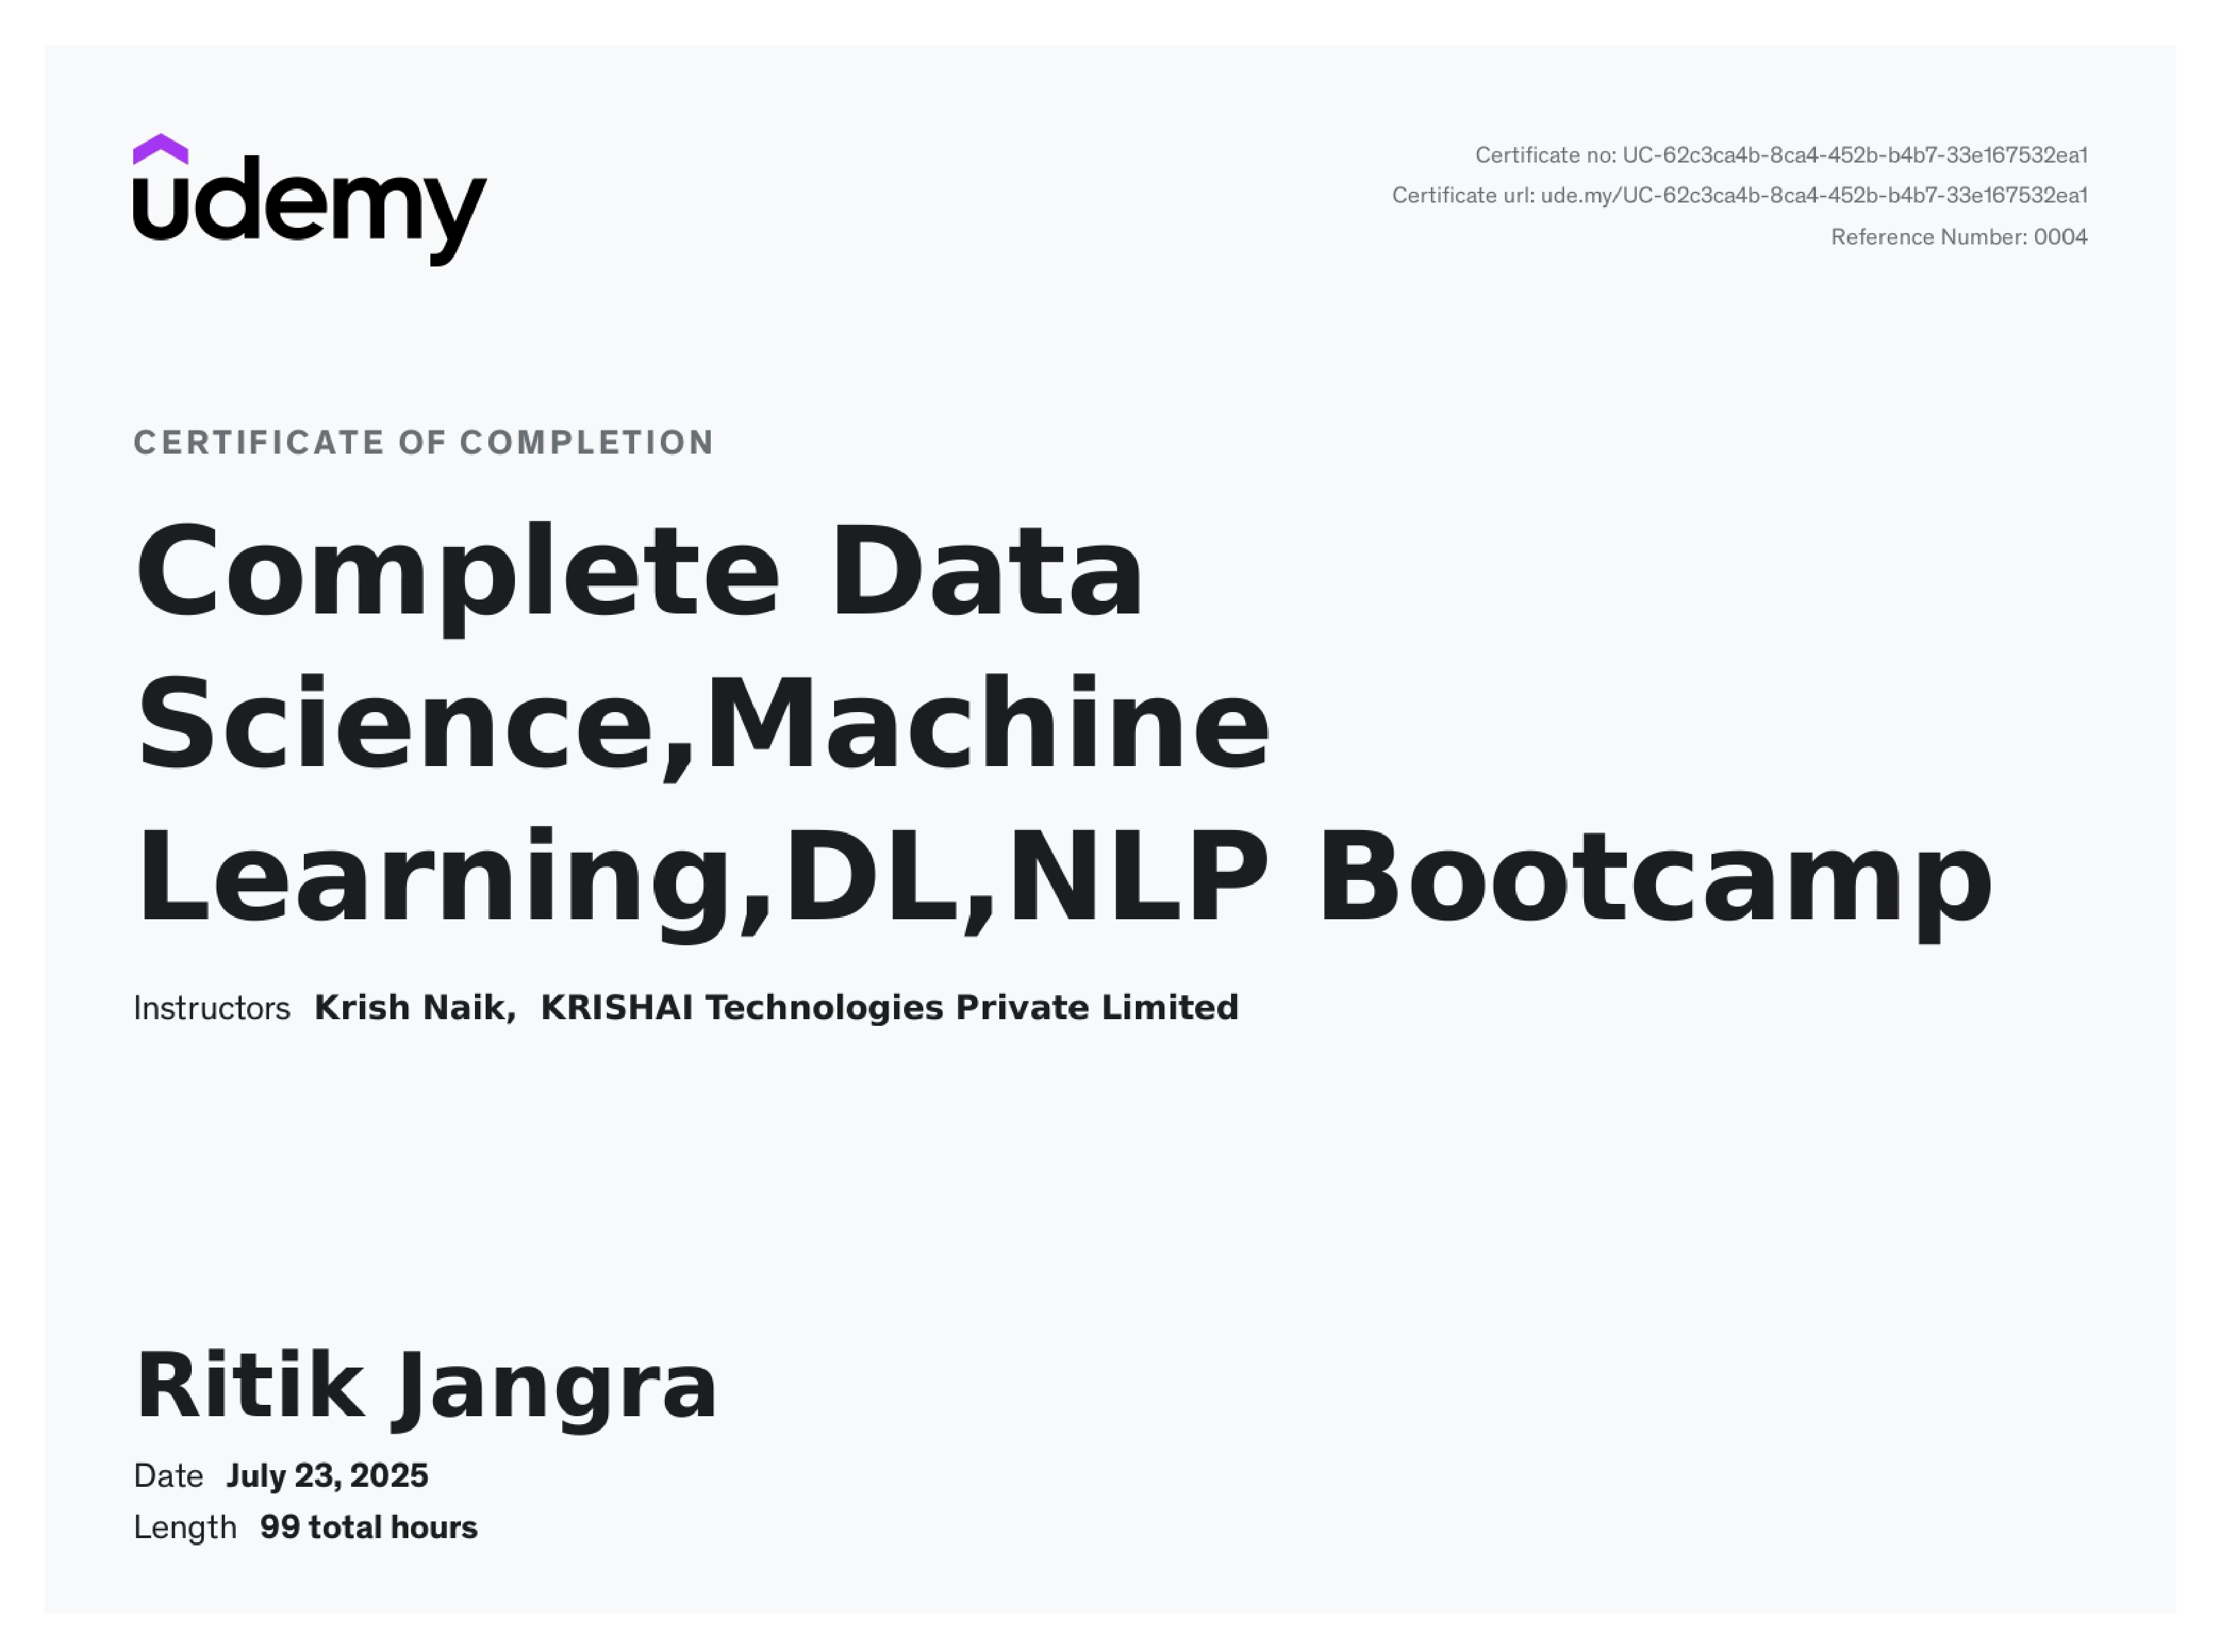 udemy
Certificate no: UC-62c3ca4b-8ca4-452b-b4b7-33e167532ea1
Certificate url: ude.my/UC-62c3ca4b-8ca4-452b-b4b7-33e167532ea1
Reference Number: 0004
CERTIFICATE OF COMPLETION
Complete Data
Science,Machine
Learning,DL,NLP Bootcamp
Instructors Krish Naik, KRISHAI Technologies Private Limited
Ritik Jangra
Date July 23, 2025
Length 99 total hours